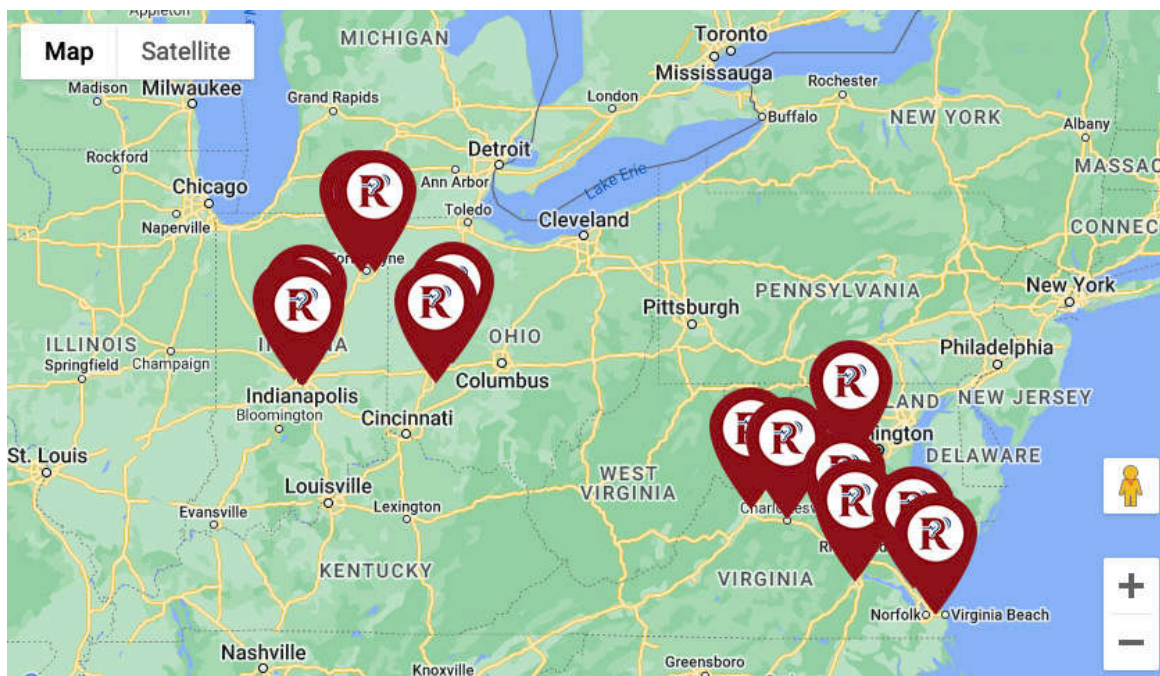 Appleton
Map
Satellite
MICHIGAN
Toronto
Mississauga
Rochester
Madison
Milwaukee
Grand Rapids
London
Buffalo
NEW YORK
Albany
Rockford
Detroit
Ann Arbor
MASSAC
Chicago
Lake Erie
Naperville
Toledo
Cleveland
CONNEC
R
yne
New York
R
R
Pittsburgh
PENNSYLVANIA
ILLINOIS
OHIO
Springfield
Champaign
Columbus
Philadelphia
Indianapolis
R
LAND
NEW JERSEY
Bloomington
Cincinnati
R
R
ington
DELAWARE
St. Louis
WEST
VIRGINIA
Louisville
R
R
Evansville
Lexington
R
KENTUCKY
VIRGINIA
Norfolk
Virginia Beach
Nashville
Knoxville
Greensboro
+
−